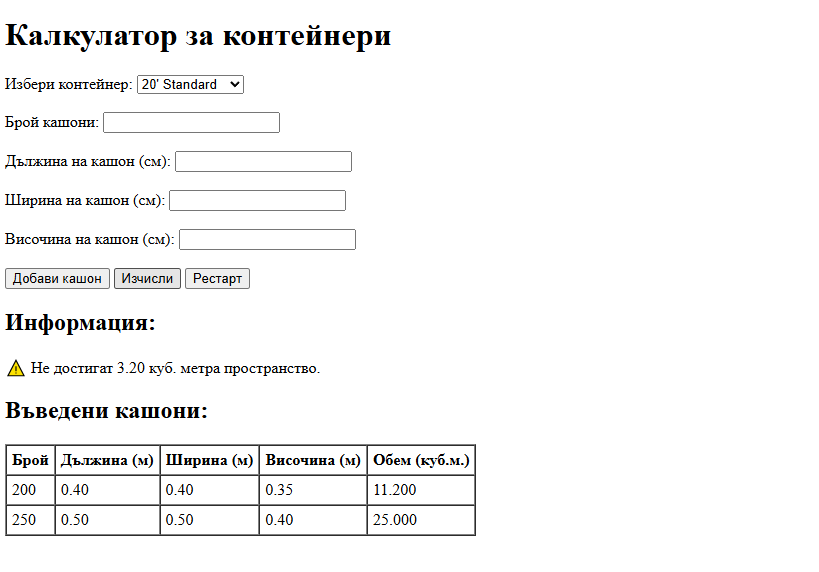 Калкулатор за контейнери
Избери контейнер: 20' Standard
Брой кашони:
Дължина на кашон (см):
Ширина на кашон (см):
Височина на кашон (см):
Добави кашон Изчисли Рестарт
Информация:
Не достигат 3.20 куб. метра пространство.
Въведени кашони:
Брой Дължина (м) Ширина (м) Височина (м) Обем (куб.м.)
200 0.40 0.40 0.35 11.200
250 0.50 0.50 0.40 25.000